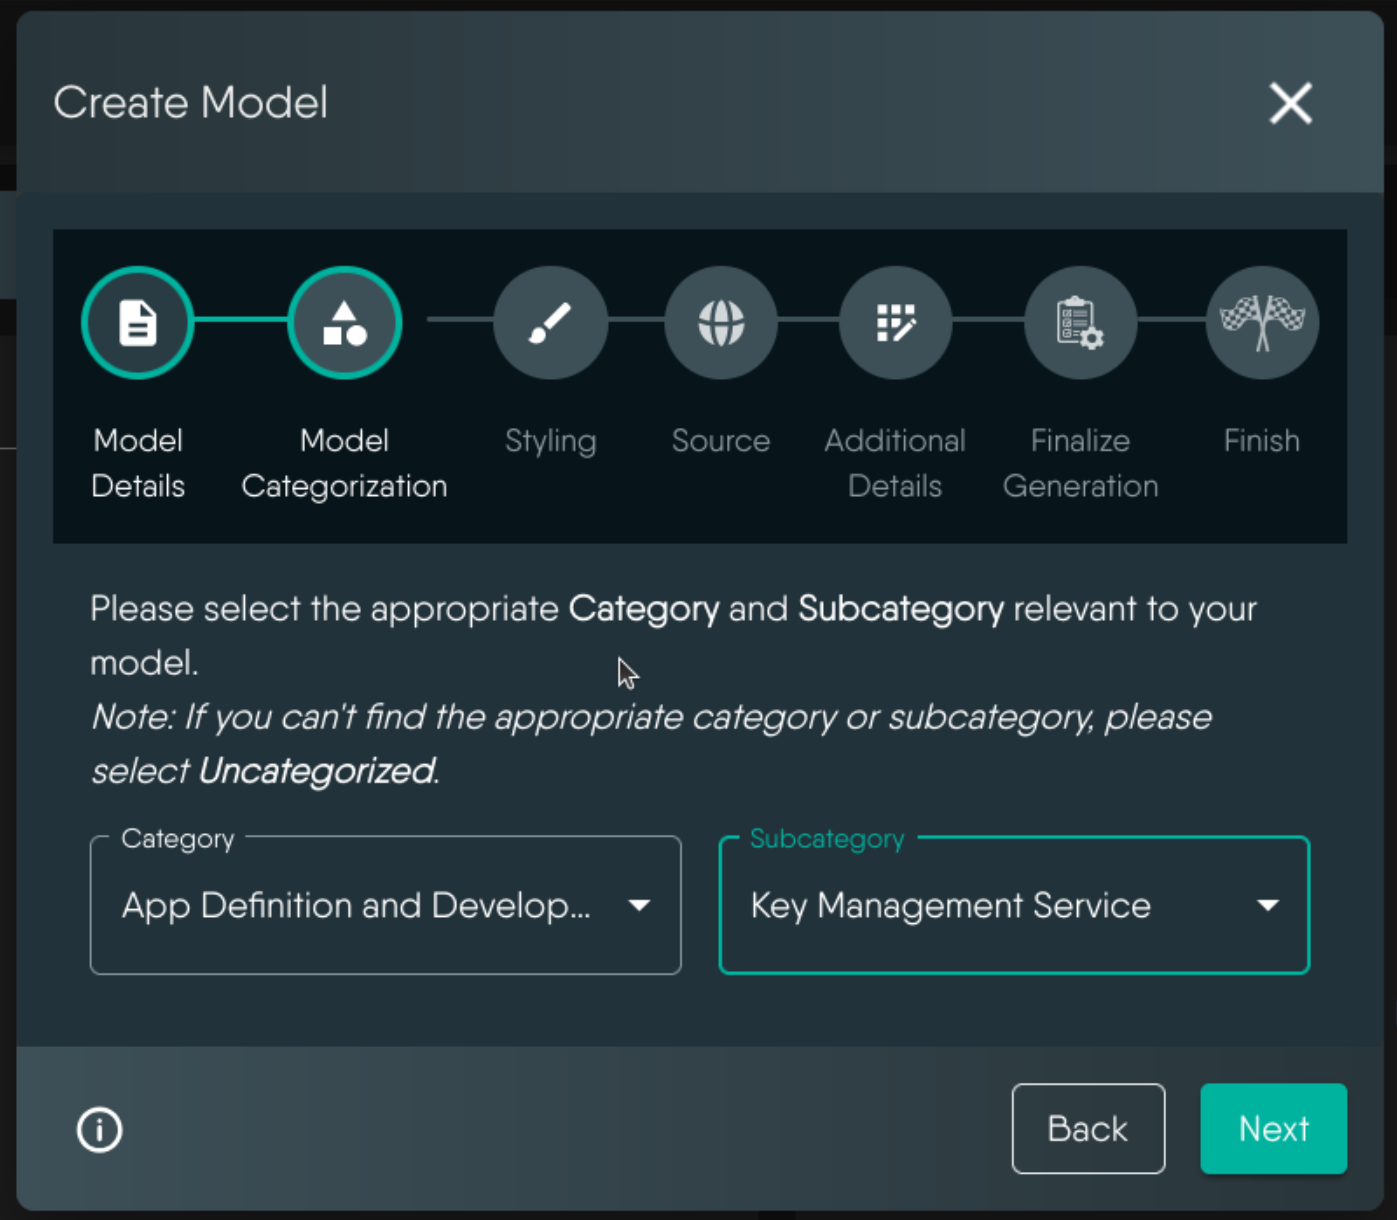 Create Model
Model Details
Model Categorization
Styling
Source
Additional Details
Finalize Generation
Finish
Please select the appropriate Category and Subcategory relevant to your
model.
Note: If you can't find the appropriate category or subcategory, please
select Uncategorized.
Category
App Definition and Develop...
Subcategory
Key Management Service
Back
Next